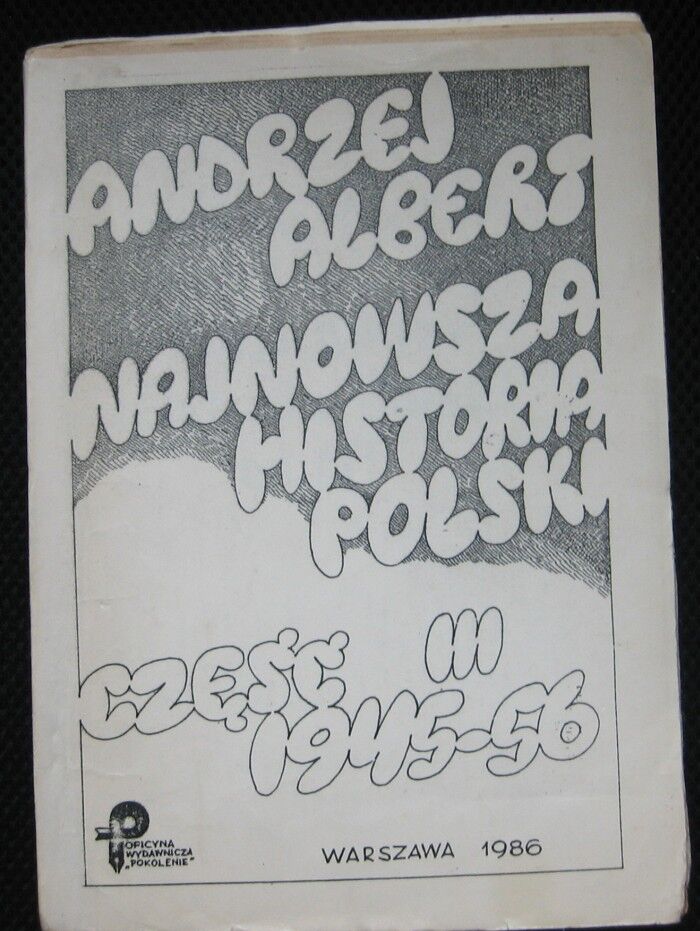 ANDRZEJ
ALBERT
NAJNOWSZA
HISTORIA
POLSKI
CZĘŚĆ III
1945-56
OFICYNA
WYDAWNICZA
„POKOLENIE"
WARSZAWA 1986